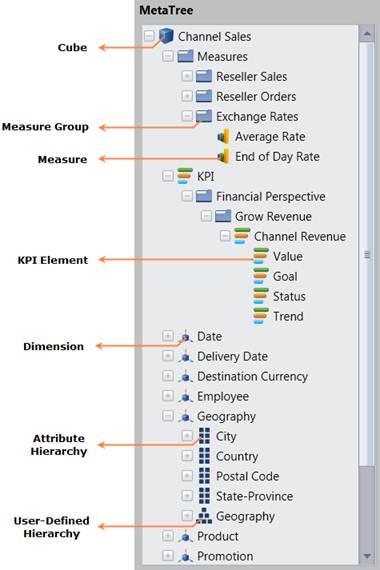 MetaTree
Cube
Channel Sales
Measures
Reseller Sales
Reseller Orders
Measure Group
Exchange Rates
Average Rate
Measure
End of Day Rate
KPI
Financial Perspective
Grow Revenue
Channel Revenue
KPI Element
Value
Goal
Status
Trend
Date
Dimension
Delivery Date
Destination Currency
Employee
Geography
Attribute
Hierarchy
City
Country
Postal Code
State-Province
User-Defined
Hierarchy
Geography
Product
Promotion